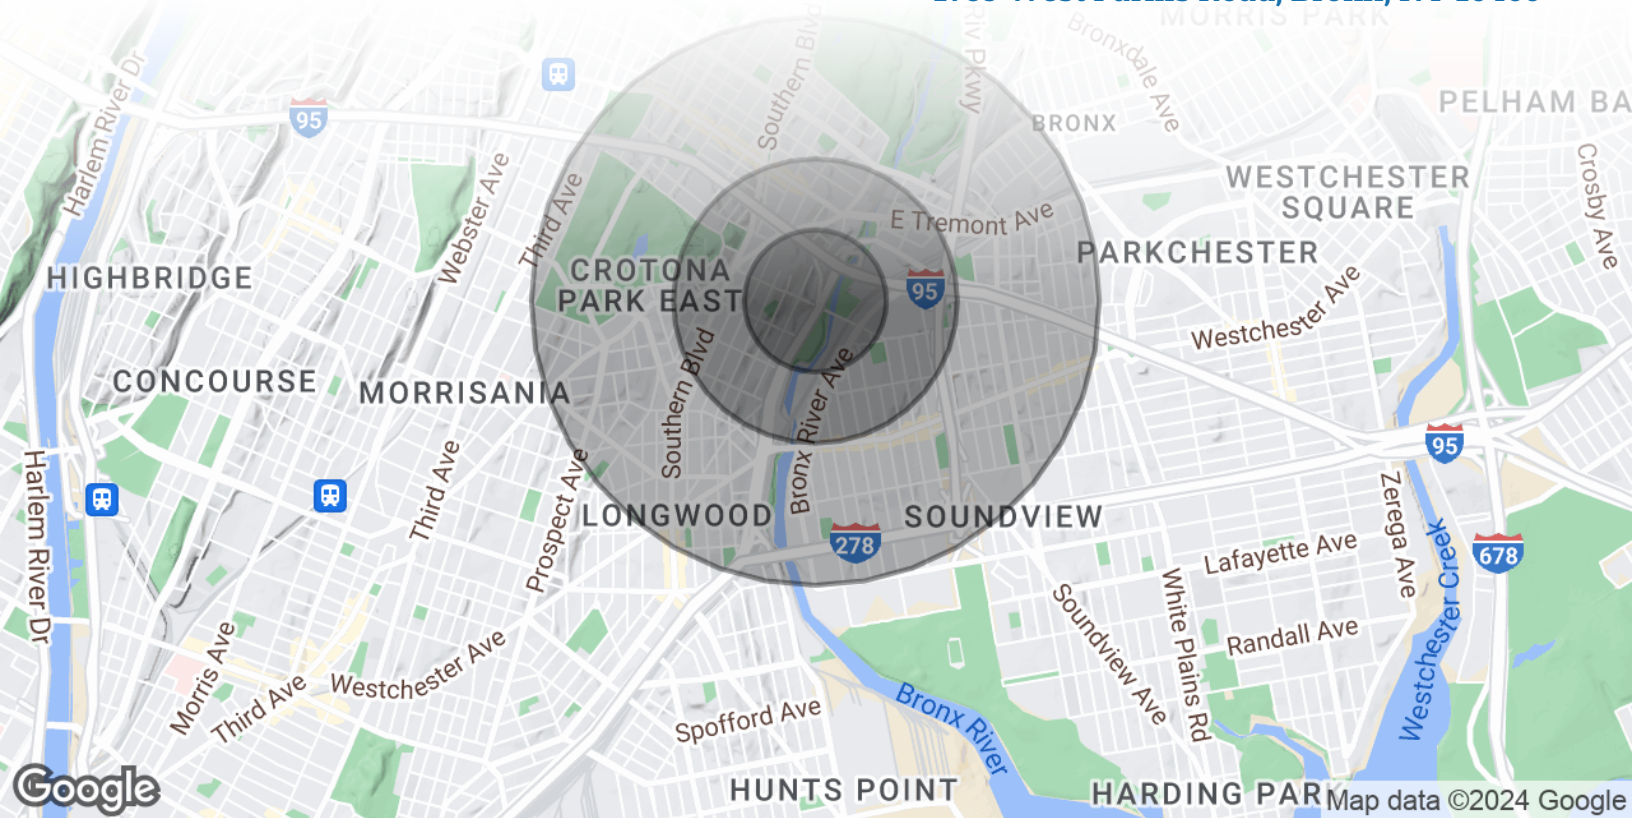 MORRIS PARK
Harlem River Dr
95
Southern Blvd
Bronxdale Ave
BRONX
PELHAM BA
Crosby Ave
Webster Ave
Third Ave
E Tremont Ave
WESTCHESTER
SQUARE
PARKCHESTER
HIGHBRIDGE
CROTONA
PARK EAST
95
Westchester Ave
CONCOURSE
MORRISANIA
Southern Blvd
Bronx River Ave
95
Harlem River Dr
Third Ave
Prospect Ave
LONGWOOD
SOUNDVIEW
278
Zerega Ave
678
Lafayette Ave
Westchester Creek
White Plains Rd
Soundview Ave
Randall Ave
Morris Ave
Third Ave
Westchester Ave
Spofford Ave
Bronx River
HUNTS POINT
HARDING PARK
Google
Map data ©2024 Google